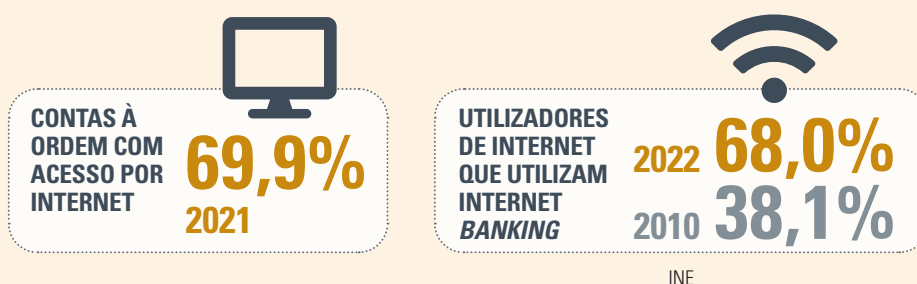 CONTAS À
ORDEM COM
ACESSO POR
INTERNET
69,9%
2021
UTILIZADORES
DE INTERNET
QUE UTILIZAM
INTERNET
BANKING
2022 68,0%
2010 38,1%
INE